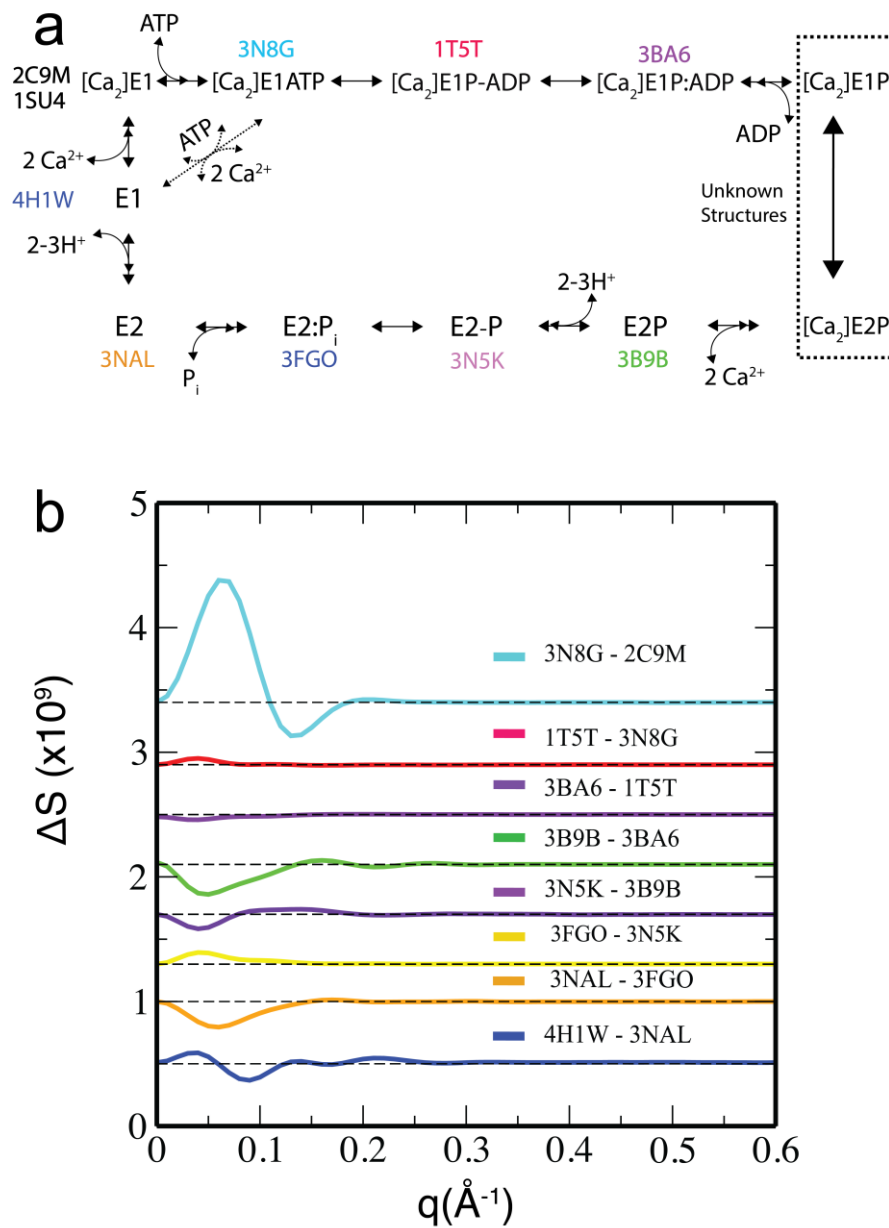 a
ATP
3N8G
1T5T
3BA6
2C9M
1SU4
[Ca₂]E1
[Ca₂]E1ATP
[Ca₂]E1P-ADP
[Ca₂]E1P:ADP
[Ca₂]E1P
ADP
ATP
2 Ca²⁺
2 Ca²⁺
4H1W
E1
Unknown
Structures
2-3H⁺
2-3H⁺
E2
E2:Pᵢ
E2-P
E2P
[Ca₂]E2P
3NAL
3FGO
3N5K
3B9B
Pᵢ
2 Ca²⁺
b
5
4
3
2
1
0
ΔS (x10⁹)
3N8G - 2C9M
1T5T - 3N8G
3BA6 - 1T5T
3B9B - 3BA6
3N5K - 3B9B
3FGO - 3N5K
3NAL - 3FGO
4H1W - 3NAL
0 0.1 0.2 0.3 0.4 0.5 0.6
q(Å⁻¹)